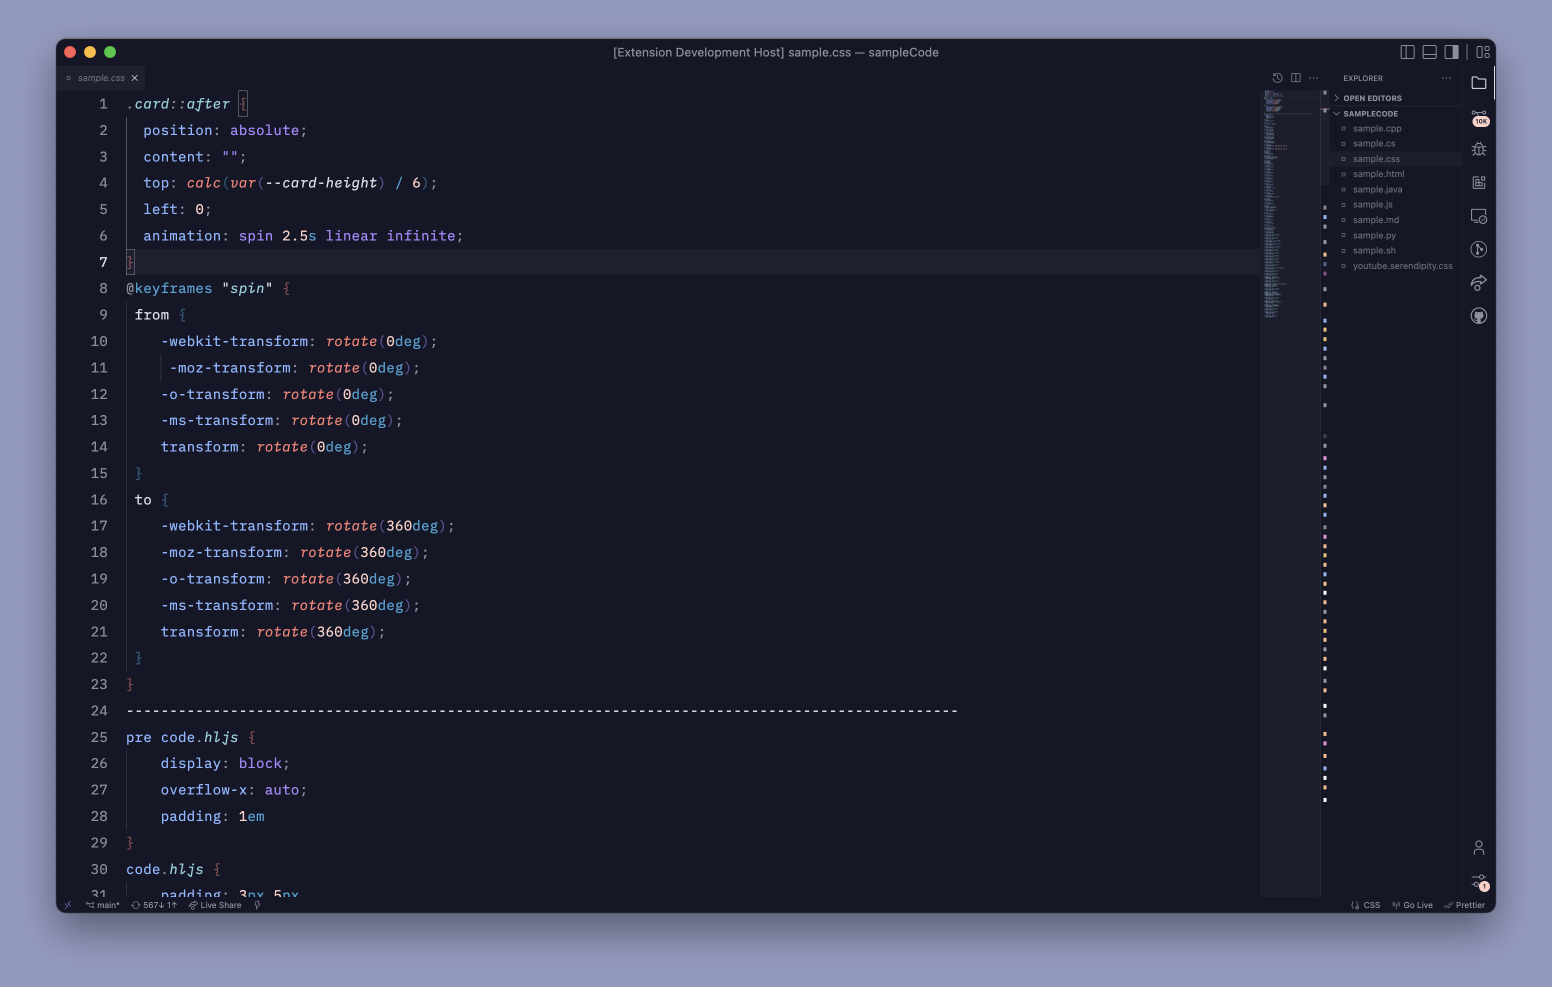 [Extension Development Host] sample.css — sampleCode
sample.css
1 .card::after {
2 position: absolute;
3 content: "";
4 top: calc(var(--card-height) / 6);
5 left: 0;
6 animation: spin 2.5s linear infinite;
7 }
8 @keyframes "spin" {
9 from {
10 -webkit-transform: rotate(0deg);
11 -moz-transform: rotate(0deg);
12 -o-transform: rotate(0deg);
13 -ms-transform: rotate(0deg);
14 transform: rotate(0deg);
15 }
16 to {
17 -webkit-transform: rotate(360deg);
18 -moz-transform: rotate(360deg);
19 -o-transform: rotate(360deg);
20 -ms-transform: rotate(360deg);
21 transform: rotate(360deg);
22 }
23 }
24 ------------------------------------------------------------------------------------------------
25 pre code.hljs {
26 display: block;
27 overflow-x: auto;
28 padding: 1em
29 }
30 code.hljs {
31 padding: 3px 5px
EXPLORER
OPEN EDITORS
SAMPLECODE
sample.cpp
sample.cs
sample.css
sample.html
sample.java
sample.js
sample.md
sample.py
sample.sh
youtube.serendipity.css
10K
1
main* 567↓ 1↑ Live Share
CSS Go Live Prettier